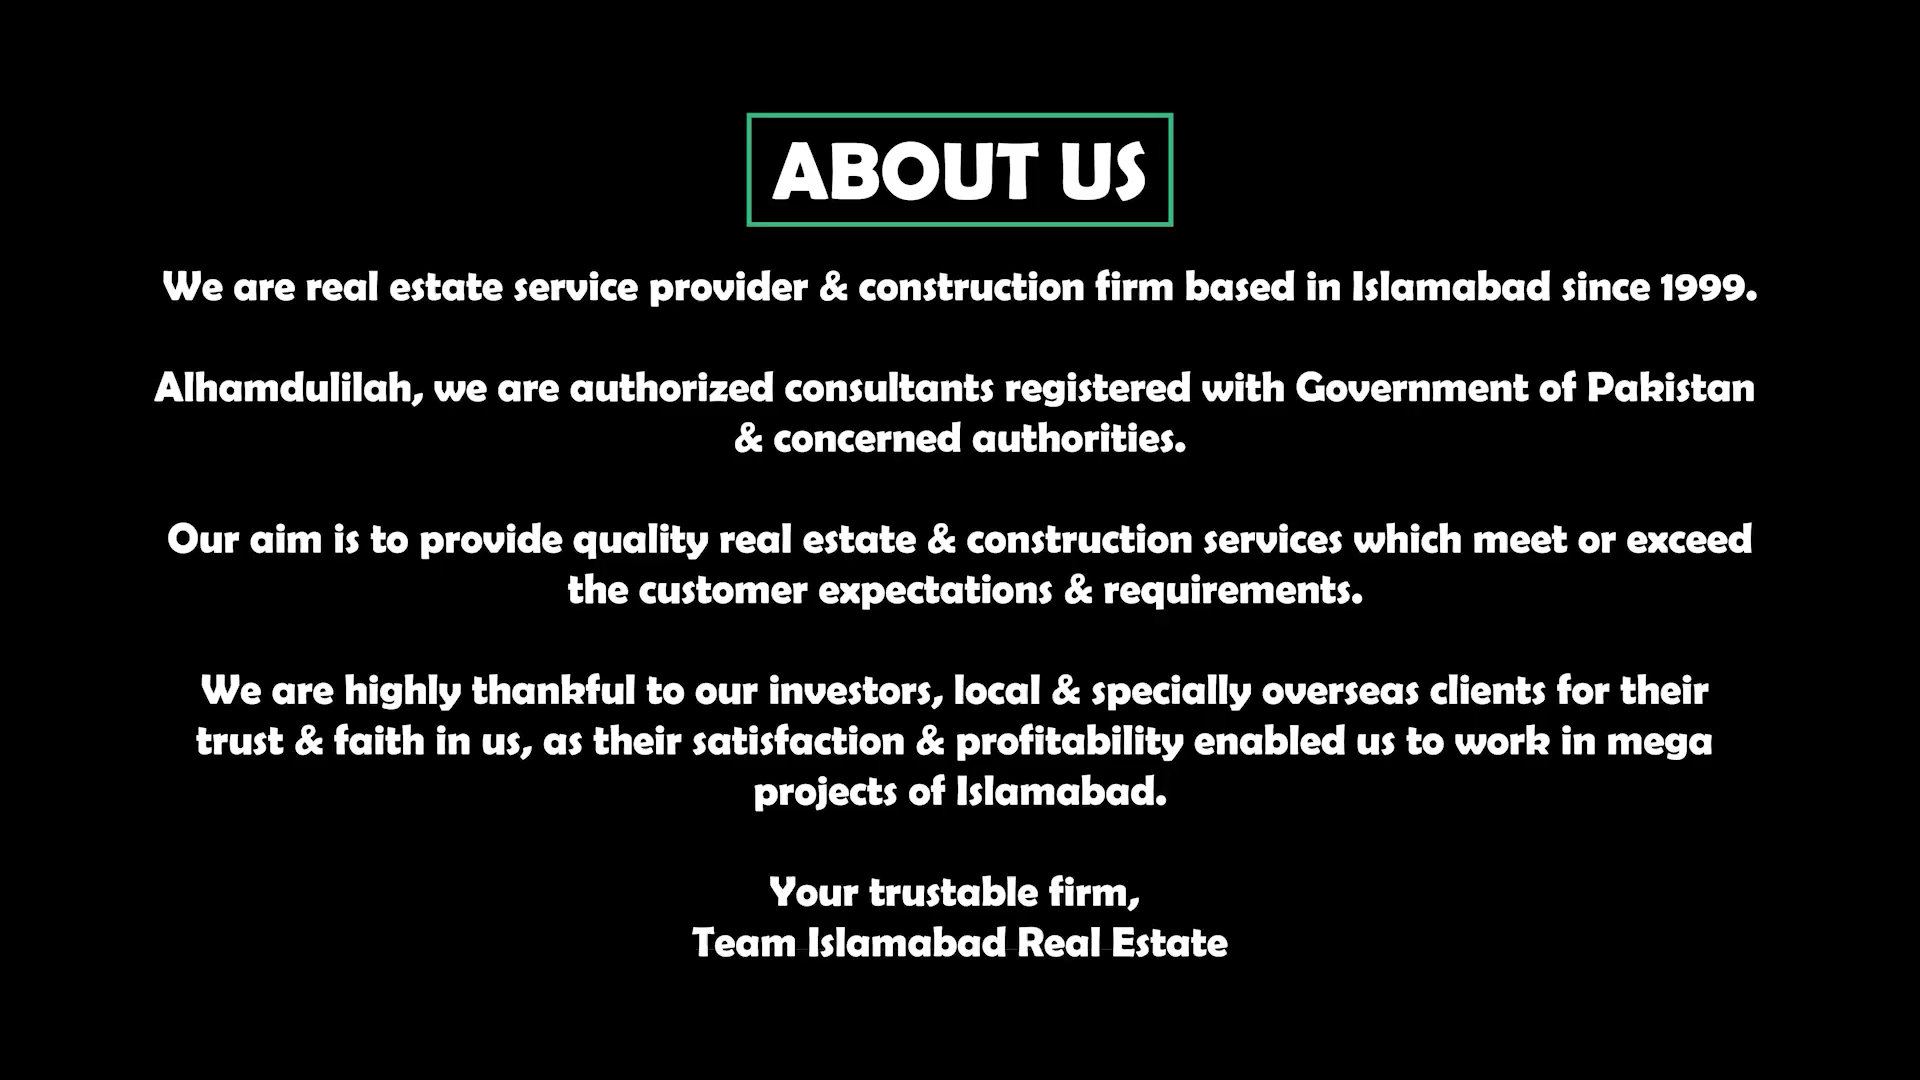 ABOUT US
We are real estate service provider & construction firm based in Islamabad since 1999.
Alhamdulilah, we are authorized consultants registered with Government of Pakistan
& concerned authorities.
Our aim is to provide quality real estate & construction services which meet or exceed
the customer expectations & requirements.
We are highly thankful to our investors, local & specially overseas clients for their
trust & faith in us, as their satisfaction & profitability enabled us to work in mega
projects of Islamabad.
Your trustable firm,
Team Islamabad Real Estate